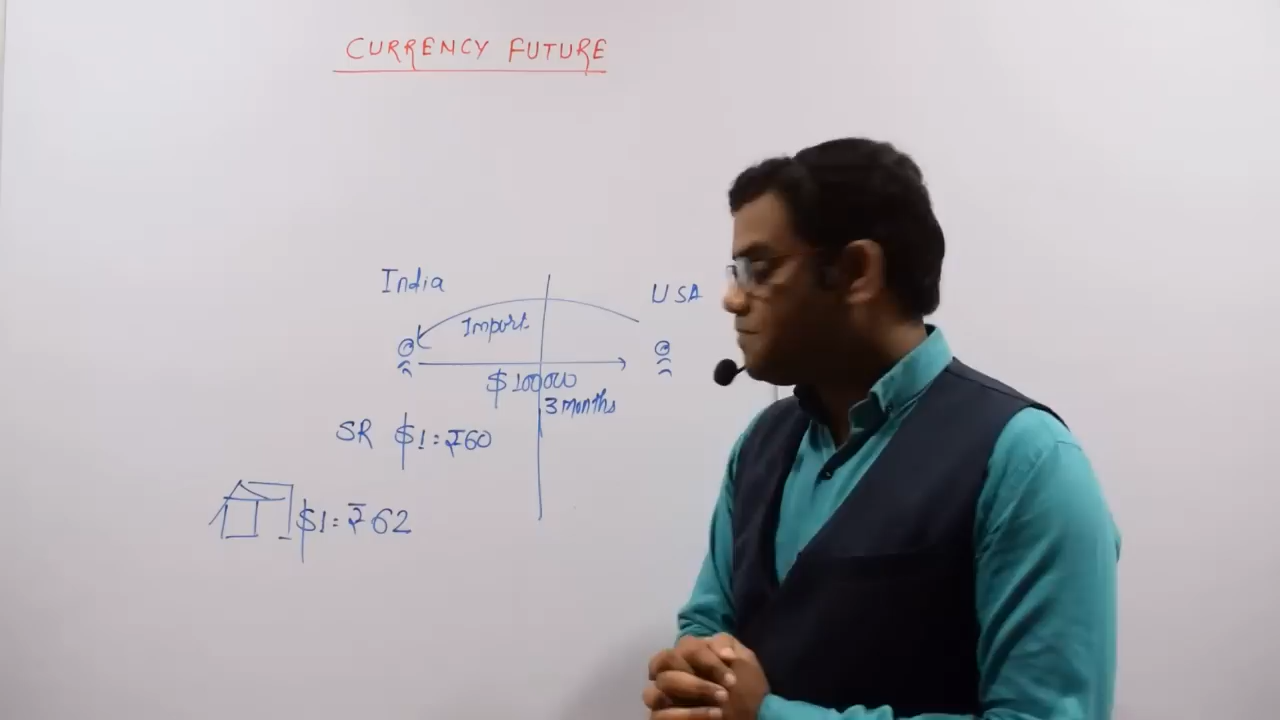 CURRENCY FUTURE
India
USA
Import
$ 100000
3 months
SR $1 = ₹60
$1 = ₹62